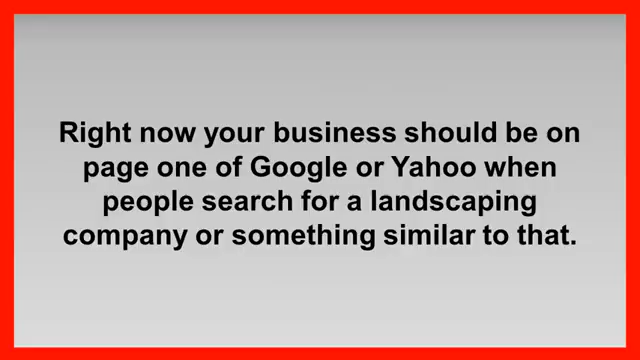 Right now your business should be on
page one of Google or Yahoo when
people search for a landscaping
company or something similar to that.